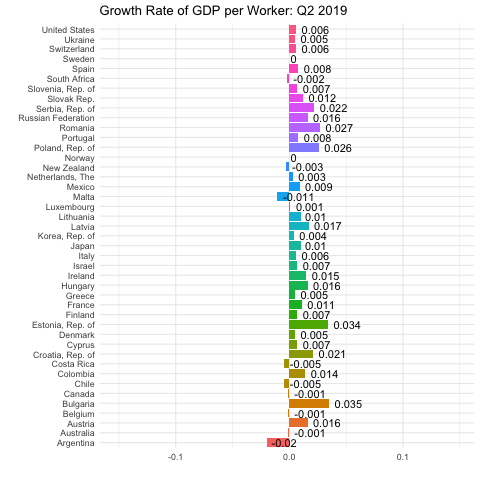 Growth Rate of GDP per Worker: Q2 2019
United States 0.006
Ukraine 0.005
Switzerland 0.006
Sweden 0
Spain 0.008
South Africa -0.002
Slovenia, Rep. of 0.007
Slovak Rep. 0.012
Serbia, Rep. of 0.022
Russian Federation 0.016
Romania 0.027
Portugal 0.008
Poland, Rep. of 0.026
Norway 0
New Zealand -0.003
Netherlands, The 0.003
Mexico 0.009
Malta -0.011
Luxembourg 0.001
Lithuania 0.01
Latvia 0.017
Korea, Rep. of 0.004
Japan 0.01
Italy 0.006
Israel 0.007
Ireland 0.015
Hungary 0.016
Greece 0.005
France 0.011
Finland 0.007
Estonia, Rep. of 0.034
Denmark 0.005
Cyprus 0.007
Croatia, Rep. of 0.021
Costa Rica -0.005
Colombia 0.014
Chile -0.005
Canada -0.001
Bulgaria 0.035
Belgium -0.001
Austria 0.016
Australia -0.001
Argentina -0.02
-0.1 0.0 0.1